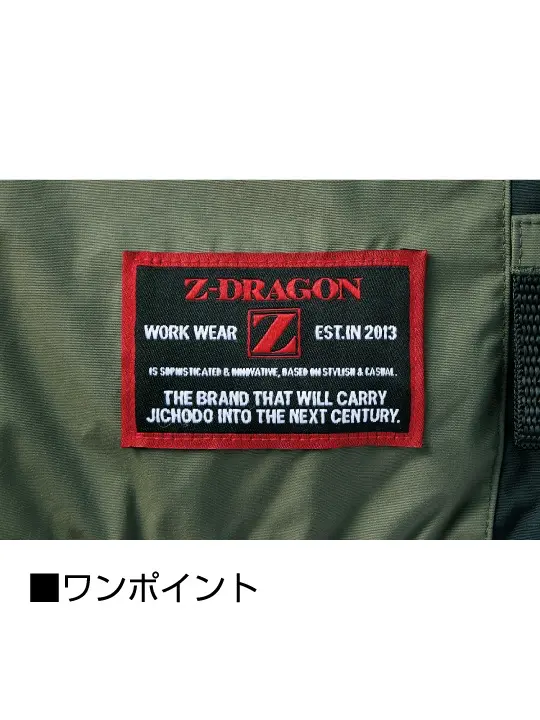 Z-DRAGON
WORK WEAR Z EST.IN 2013
IS SOPHISTICATED & INNOVATIVE, BASED ON STYLISH & CASUAL.
THE BRAND THAT WILL CARRY
JICHODO INTO THE NEXT CENTURY.
■ワンポイント